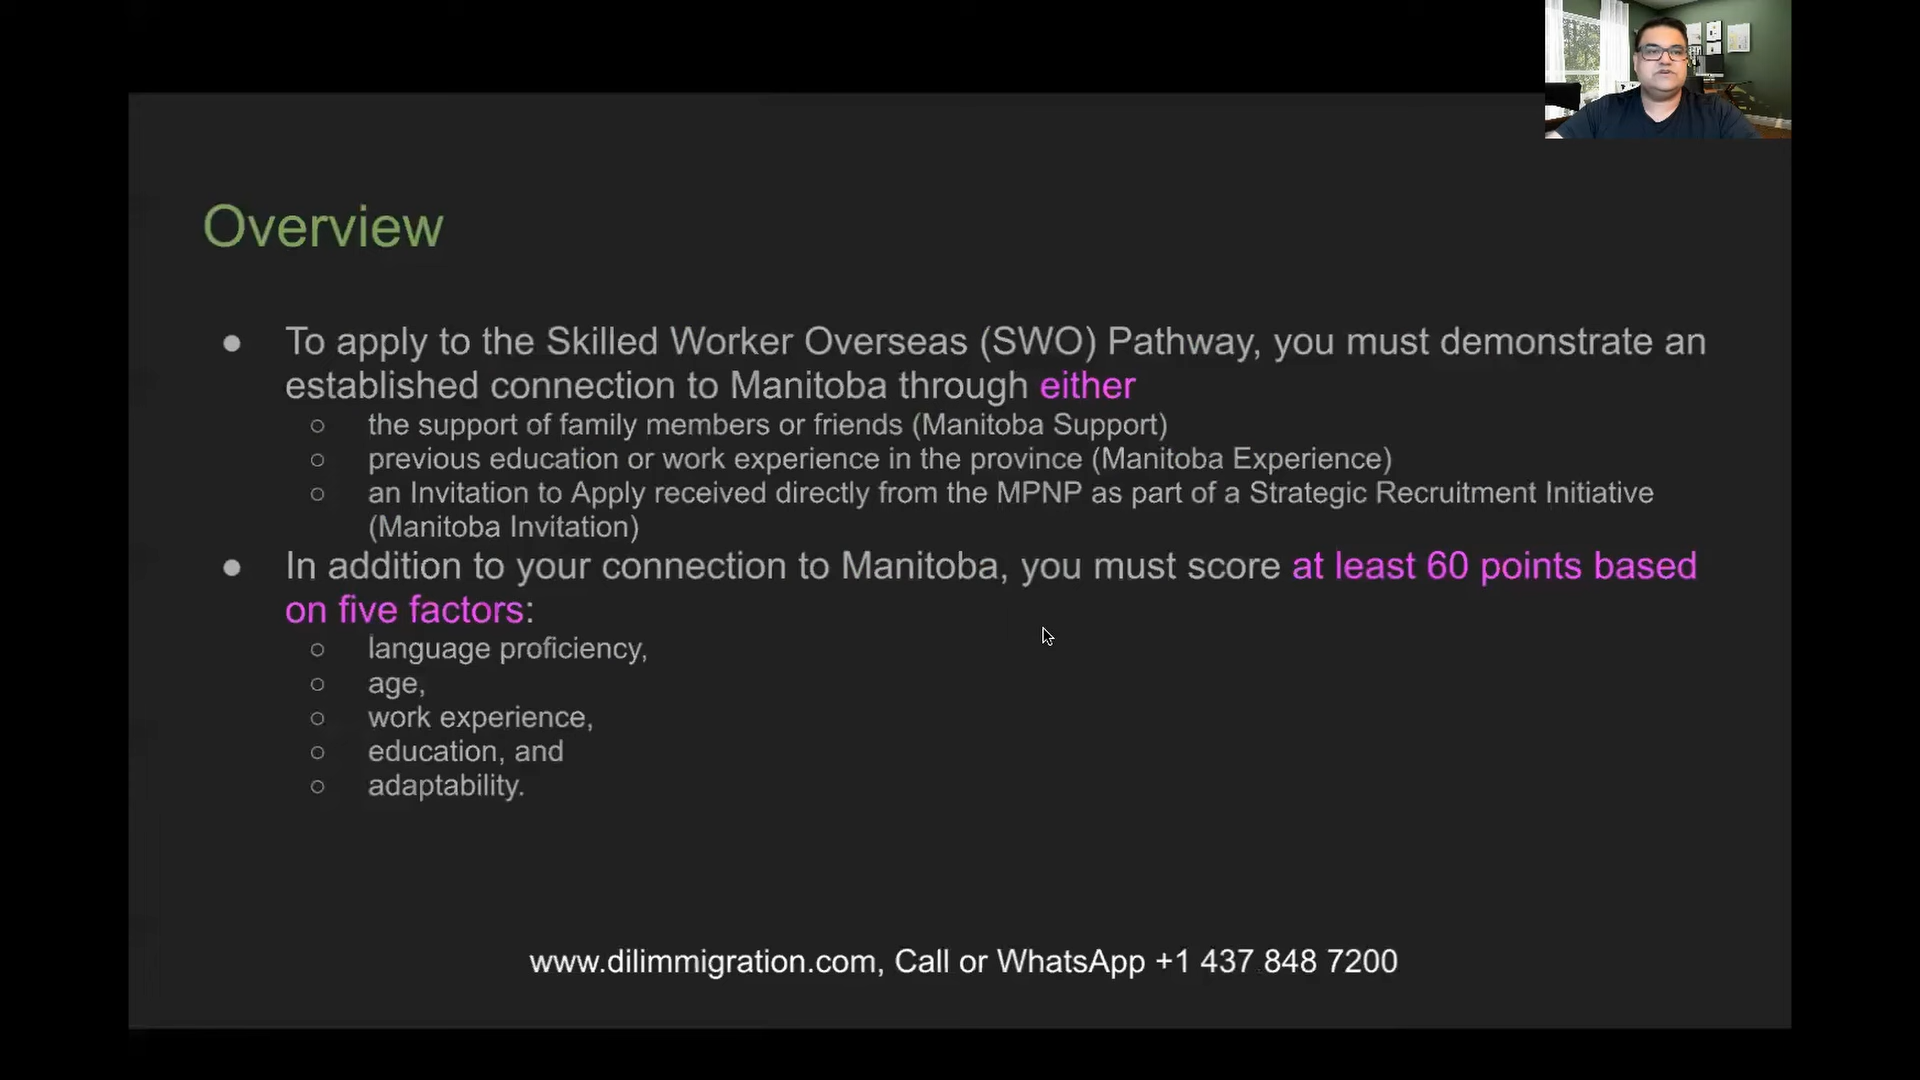 Overview
● To apply to the Skilled Worker Overseas (SWO) Pathway, you must demonstrate an
established connection to Manitoba through either
○ the support of family members or friends (Manitoba Support)
○ previous education or work experience in the province (Manitoba Experience)
○ an Invitation to Apply received directly from the MPNP as part of a Strategic Recruitment Initiative
(Manitoba Invitation)
● In addition to your connection to Manitoba, you must score at least 60 points based
on five factors:
○ language proficiency,
○ age,
○ work experience,
○ education, and
○ adaptability.
www.dilimmigration.com, Call or WhatsApp +1 437 848 7200